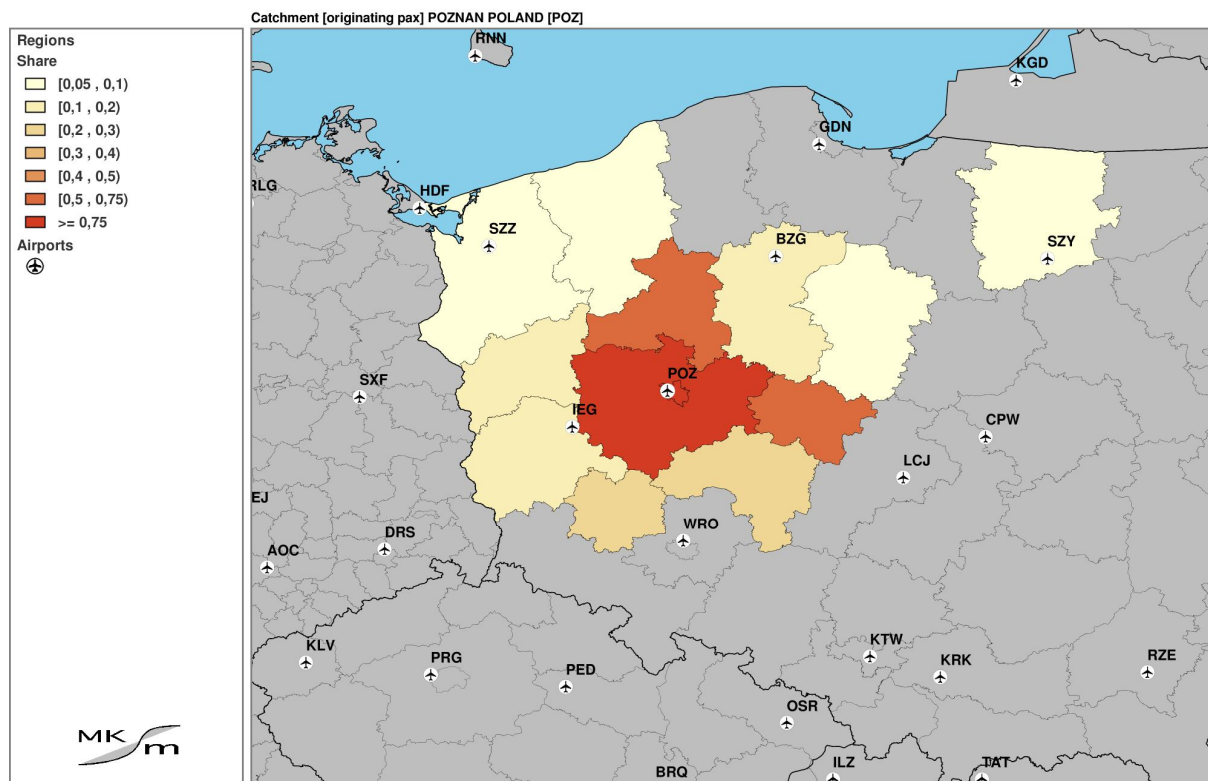 Catchment [originating pax] POZNAN POLAND [POZ]
Regions
Share
[0,05 , 0,1)
[0,1 , 0,2)
[0,2 , 0,3)
[0,3 , 0,4)
[0,4 , 0,5)
[0,5 , 0,75)
>= 0,75
Airports
RNN
KGD
GDN
RLG
HDF
SZZ
BZG
SZY
POZ
SXF
IEG
CPW
LCJ
EJ
WRO
DRS
AOC
KLV
PRG
PED
KTW
KRK
RZE
OSR
BRQ
ILZ
TAT
MK
m